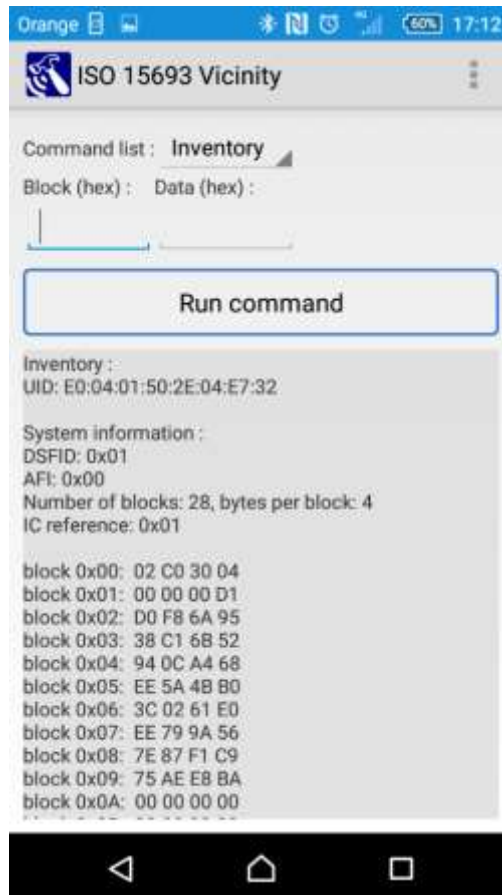 Orange 60% 17:12
ISO 15693 Vicinity
Command list : Inventory
Block (hex) : Data (hex) :
Run command
Inventory :
UID: E0:04:01:50:2E:04:E7:32
System information :
DSFID: 0x01
AFI: 0x00
Number of blocks: 28, bytes per block: 4
IC reference: 0x01
block 0x00: 02 C0 30 04
block 0x01: 00 00 00 D1
block 0x02: D0 F8 6A 95
block 0x03: 38 C1 6B 52
block 0x04: 94 0C A4 68
block 0x05: EE 5A 4B B0
block 0x06: 3C 02 61 E0
block 0x07: EE 79 9A 56
block 0x08: 7E 87 F1 C9
block 0x09: 75 AE E8 BA
block 0x0A: 00 00 00 00